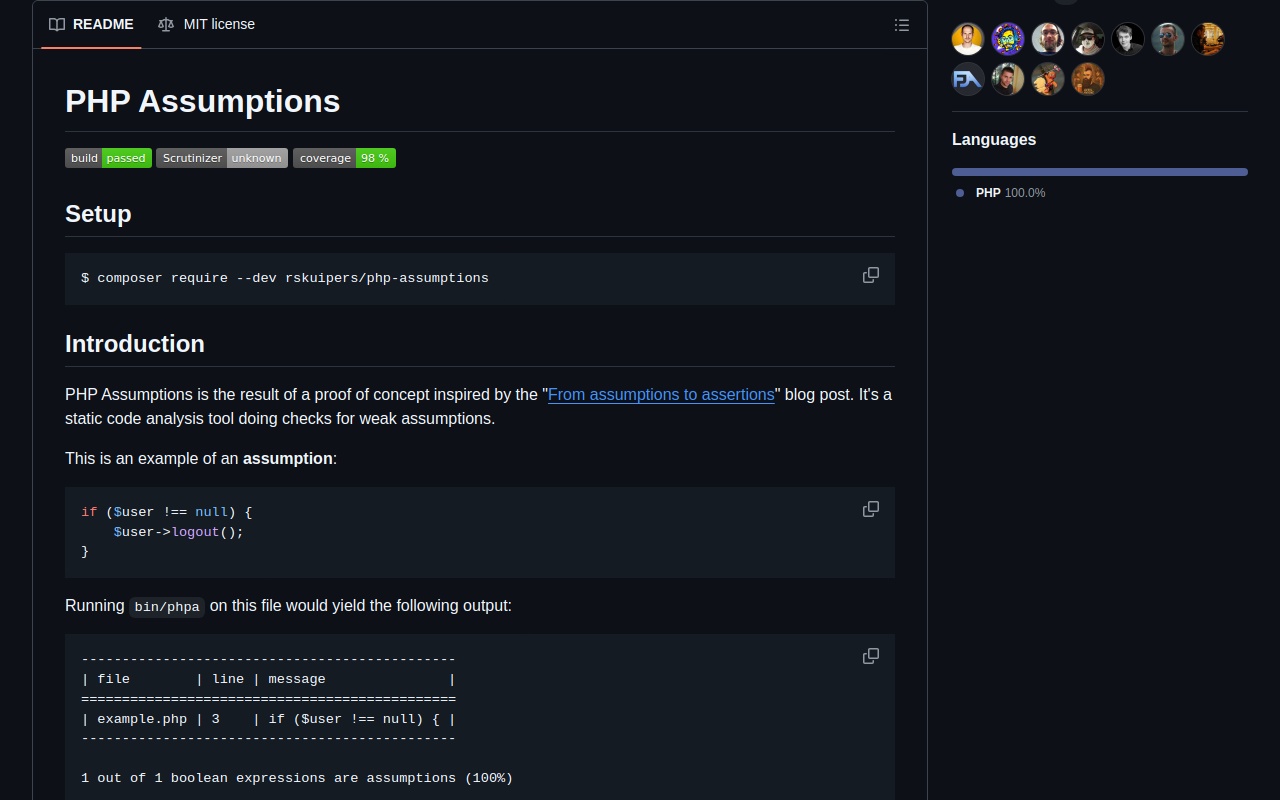 README MIT license
PHP Assumptions
build passed Scrutinizer unknown coverage 98 %
Setup
$ composer require --dev rskuipers/php-assumptions
Introduction
PHP Assumptions is the result of a proof of concept inspired by the "From assumptions to assertions" blog post. It's a
static code analysis tool doing checks for weak assumptions.
This is an example of an assumption:
if ($user !== null) {
    $user->logout();
}
Running bin/phpa on this file would yield the following output:
----------------------------------------------
| file        | line | message               |
==============================================
| example.php | 3    | if ($user !== null) { |
----------------------------------------------
1 out of 1 boolean expressions are assumptions (100%)
FA
Languages
PHP 100.0%